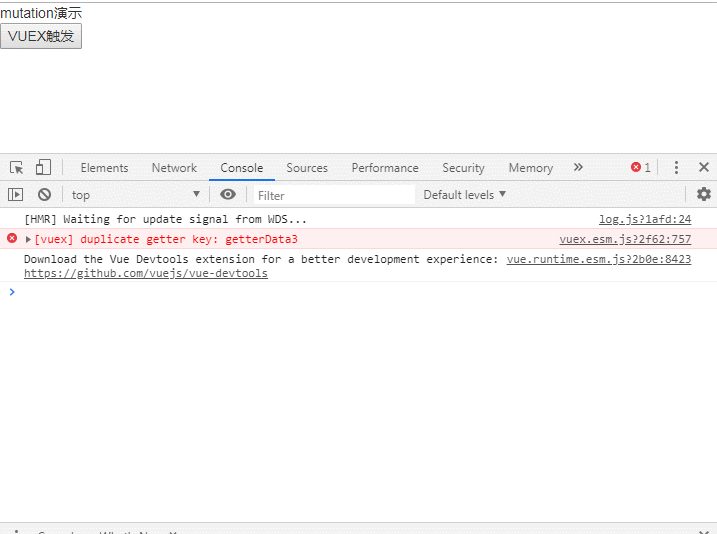 mutation演示
VUEX触发
Elements Network Console Sources Performance Security Memory » 1
top Filter Default levels
[HMR] Waiting for update signal from WDS... log.js?1afd:24
[vuex] duplicate getter key: getterData3 vuex.esm.js?2f62:757
Download the Vue Devtools extension for a better development experience: vue.runtime.esm.js?2b0e:8423
https://github.com/vuejs/vue-devtools